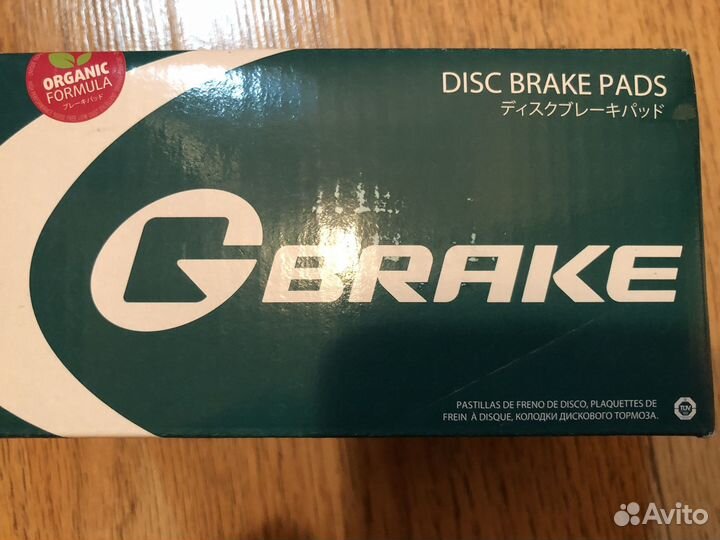 ORGANIC
FORMULA
ブレーキパッド
DISC BRAKE PADS
ディスクブレーキパッド
GBRAKE
PASTILLAS DE FRENO DE DISCO, PLAQUETTES DE
FREIN À DISQUE, КОЛОДКИ ДИСКОВОГО ТОРМОЗА.
TÜV
Avito